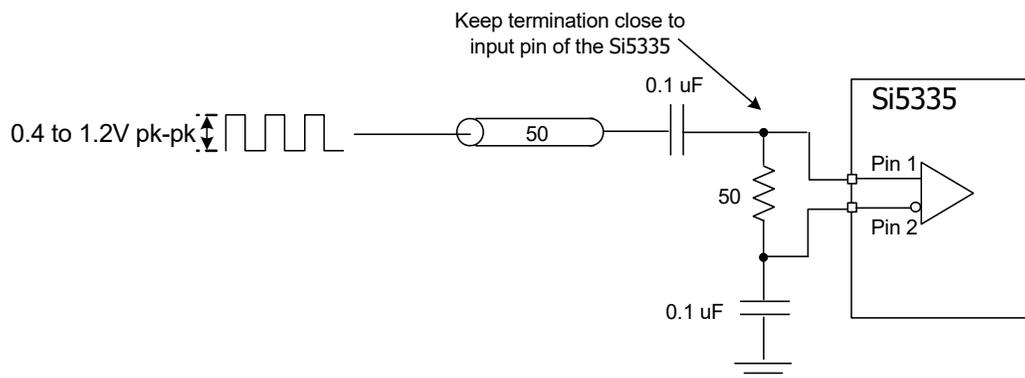 Keep termination close to
input pin of the Si5335
0.1 uF
Si5335
0.4 to 1.2V pk-pk
50
Pin 1
50
Pin 2
0.1 uF